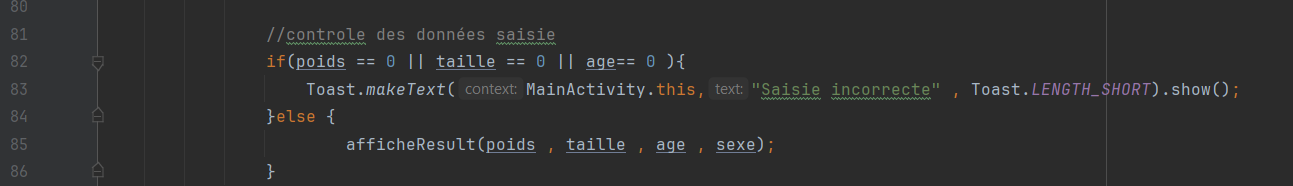 80
81 //controle des données saisie
82 if(poids == 0 || taille == 0 || age== 0 ){
83 Toast.makeText( context: MainActivity.this, text: "Saisie incorrecte" , Toast.LENGTH_SHORT).show();
84 }else {
85 afficheResult(poids , taille , age , sexe);
86 }